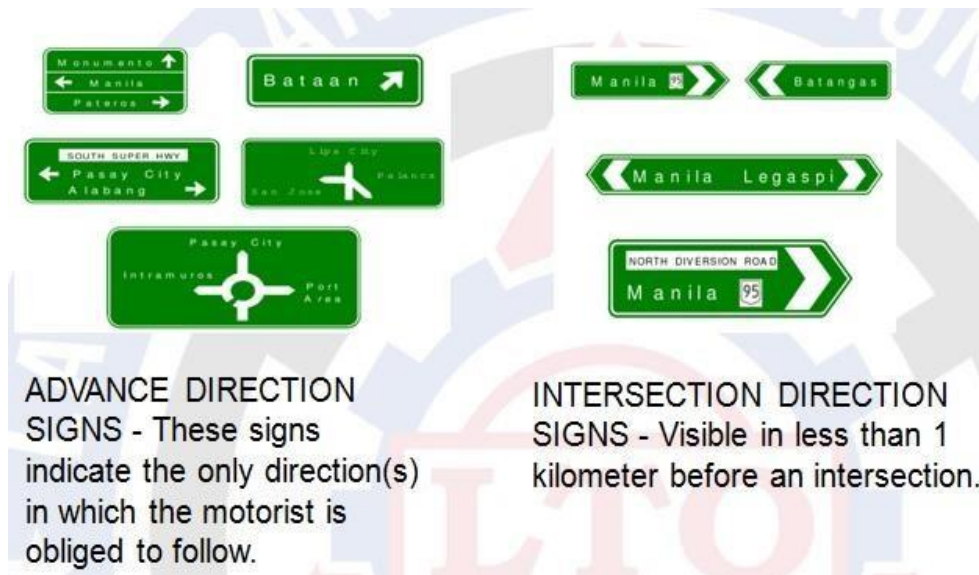 Monumento
Manila
Pateros
Bataan
SOUTH SUPER HWY
Pasay City
Alabang
Lipa City
Palanca
San Jose
Pasay City
Intramuros
Port
Area
Manila 95
Batangas
Manila Legaspi
NORTH DIVERSION ROAD
Manila 95
ADVANCE DIRECTION
SIGNS - These signs
indicate the only direction(s)
in which the motorist is
obliged to follow.
INTERSECTION DIRECTION
SIGNS - Visible in less than 1
kilometer before an intersection.
LTO